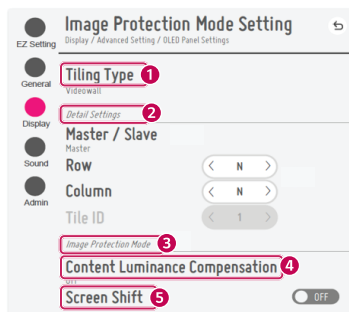 Image Protection Mode Setting
Display / Advanced Setting / OLED Panel Settings
EZ Setting
General
Display
Sound
Admin
Tiling Type 1
Videowall
Detail Settings 2
Master / Slave
Master
Row < N >
Column < N >
Tile ID < 1 >
Image Protection Mode 3
Content Luminance Compensation 4
Off
Screen Shift 5 OFF